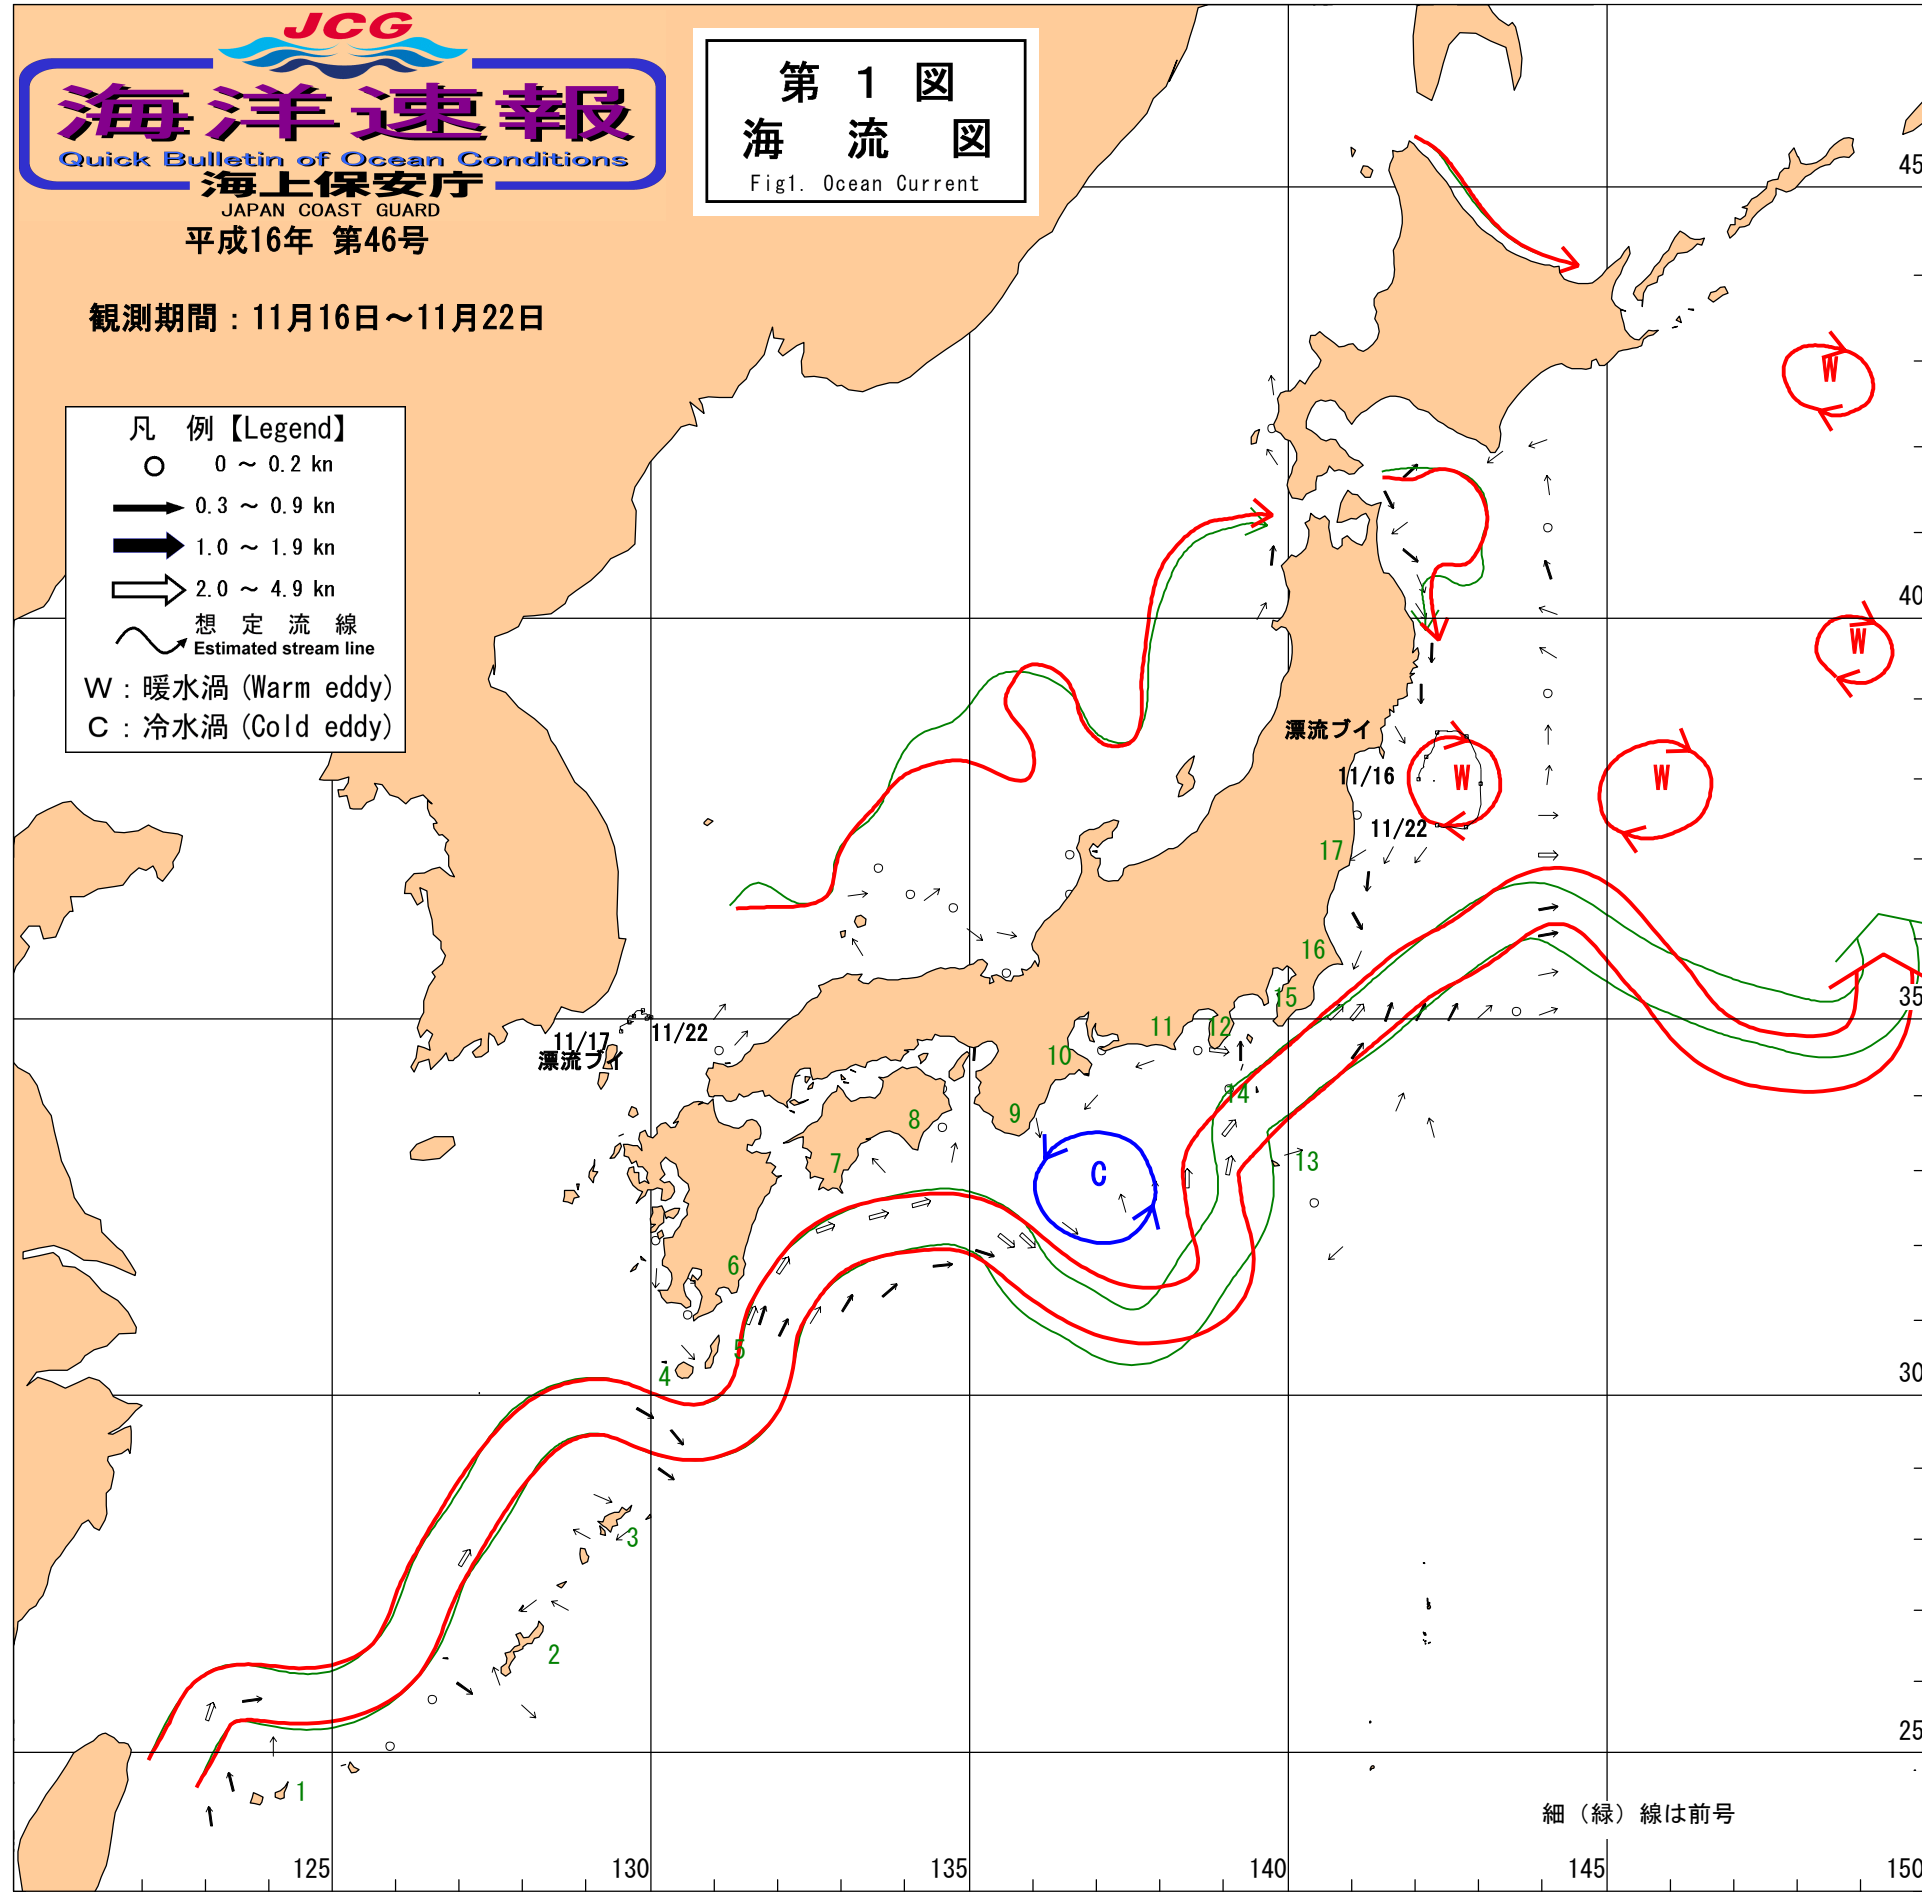 JCG
海洋速報
Quick Bulletin of Ocean Conditions
海上保安庁
JAPAN COAST GUARD
平成16年 第46号
観測期間：11月16日～11月22日
第 1 図
海 流 図
Fig1. Ocean Current
凡 例【Legend】
0 ～ 0.2 kn
0.3 ～ 0.9 kn
1.0 ～ 1.9 kn
2.0 ～ 4.9 kn
想 定 流 線
Estimated stream line
W：暖水渦(Warm eddy)
C：冷水渦(Cold eddy)
45
W
40
W
漂流ブイ
11/16
W
W
11/22
17
16
15
35
11/17
11/22
漂流ブイ
10
11
12
14
9
8
7
13
C
6
5
4
30
3
2
25
1
細（緑）線は前号
125
130
135
140
145
150